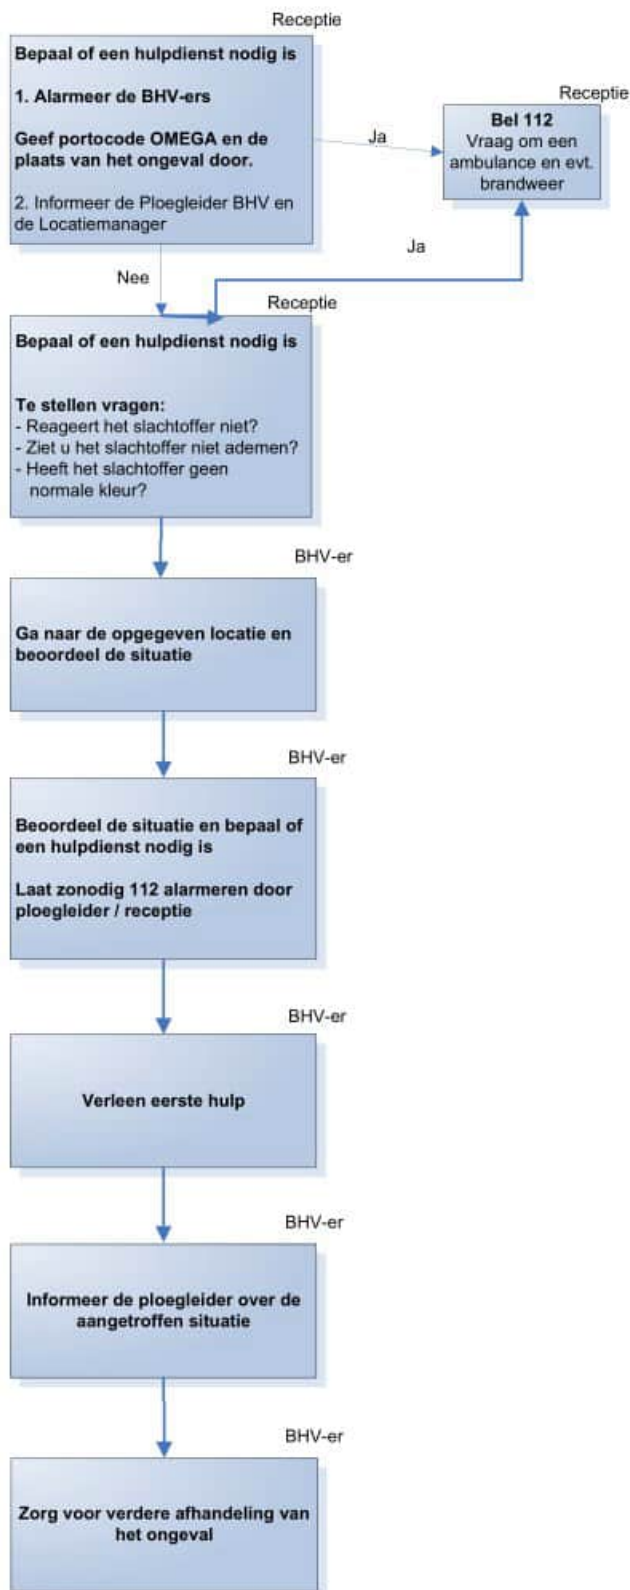 Receptie
Bepaal of een hulpdienst nodig is
1. Alarmeer de BHV-ers
Geef portocode OMEGA en de
plaats van het ongeval door.
2. Informeer de Ploegleider BHV en
de Locatiemanager
Ja
Receptie
Bel 112
Vraag om een
ambulance en evt.
brandweer
Ja
Nee
Receptie
Bepaal of een hulpdienst nodig is
Te stellen vragen:
- Reageert het slachtoffer niet?
- Ziet u het slachtoffer niet ademen?
- Heeft het slachtoffer geen
normale kleur?
BHV-er
Ga naar de opgegeven locatie en
beoordeel de situatie
BHV-er
Beoordeel de situatie en bepaal of
een hulpdienst nodig is
Laat zonodig 112 alarmeren door
ploegleider / receptie
BHV-er
Verleen eerste hulp
BHV-er
Informeer de ploegleider over de
aangetroffen situatie
BHV-er
Zorg voor verdere afhandeling van
het ongeval